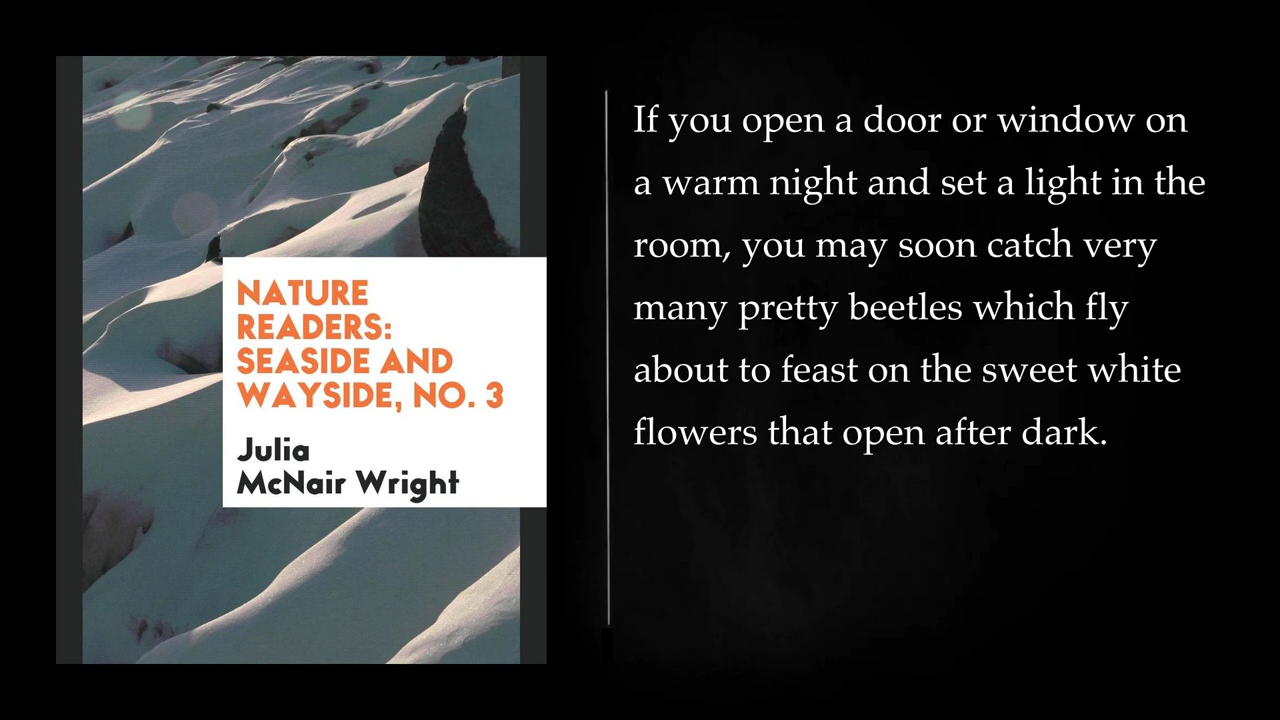 NATURE
READERS:
SEASIDE AND
WAYSIDE, NO. 3
Julia
McNair Wright
If you open a door or window on
a warm night and set a light in the
room, you may soon catch very
many pretty beetles which fly
about to feast on the sweet white
flowers that open after dark.